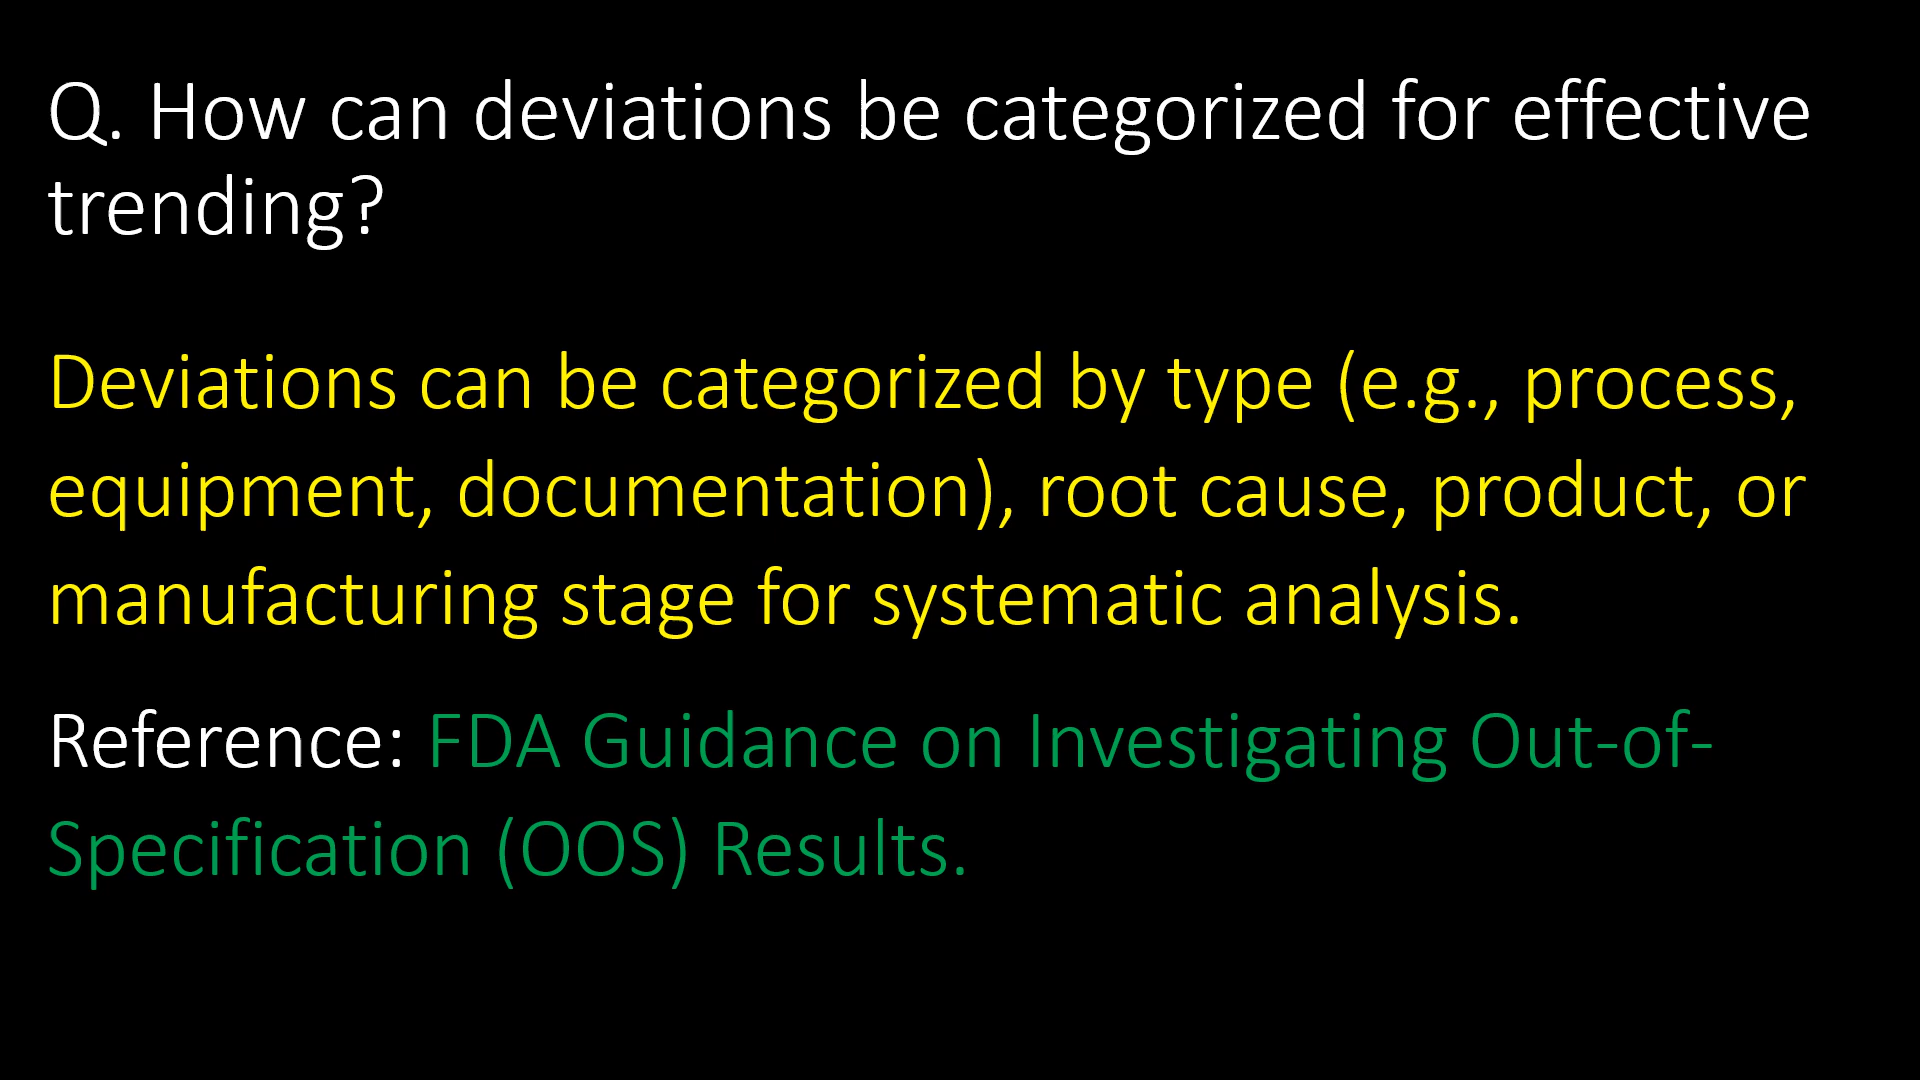 Q. How can deviations be categorized for effective
trending?
Deviations can be categorized by type (e.g., process,
equipment, documentation), root cause, product, or
manufacturing stage for systematic analysis.
Reference: FDA Guidance on Investigating Out-of-
Specification (OOS) Results.